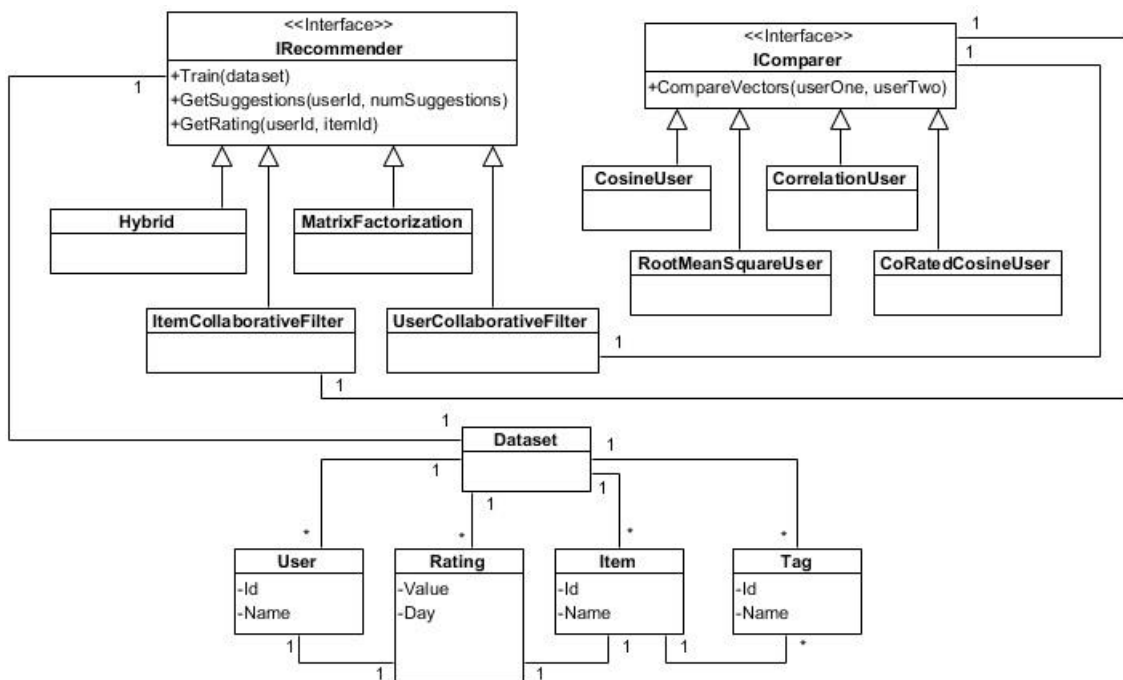 <<Interface>>
IRecommender
+Train(dataset)
+GetSuggestions(userId, numSuggestions)
+GetRating(userId, itemId)
<<Interface>>
IComparer
+CompareVectors(userOne, userTwo)
1
1
1
CosineUser
CorrelationUser
Hybrid
MatrixFactorization
RootMeanSquareUser
CoRatedCosineUser
ItemCollaborativeFilter
UserCollaborativeFilter
1
1
1
Dataset
1
1
1
1
*
*
*
*
User
-Id
-Name
Rating
-Value
-Day
Item
-Id
-Name
Tag
-Id
-Name
1
1
1
*
1
1